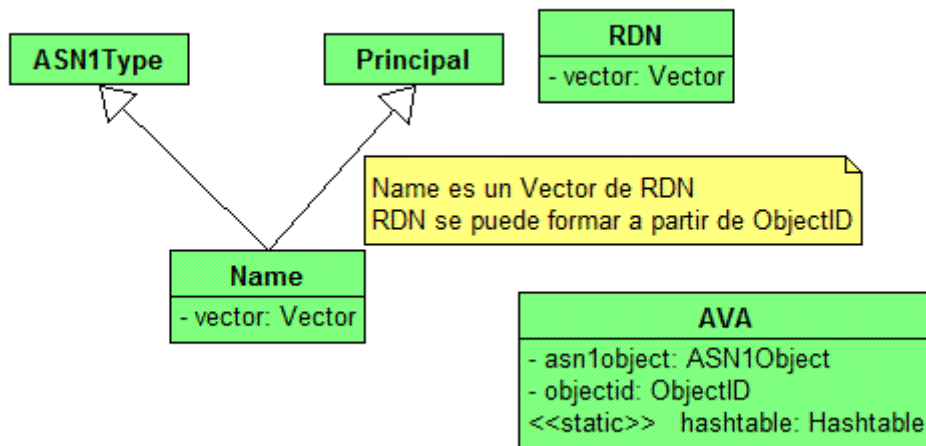 ASN1Type
Principal
RDN
- vector: Vector
Name es un Vector de RDN
RDN se puede formar a partir de ObjectID
Name
- vector: Vector
AVA
- asn1object: ASN1Object
- objectid: ObjectID
<<static>> hashtable: Hashtable